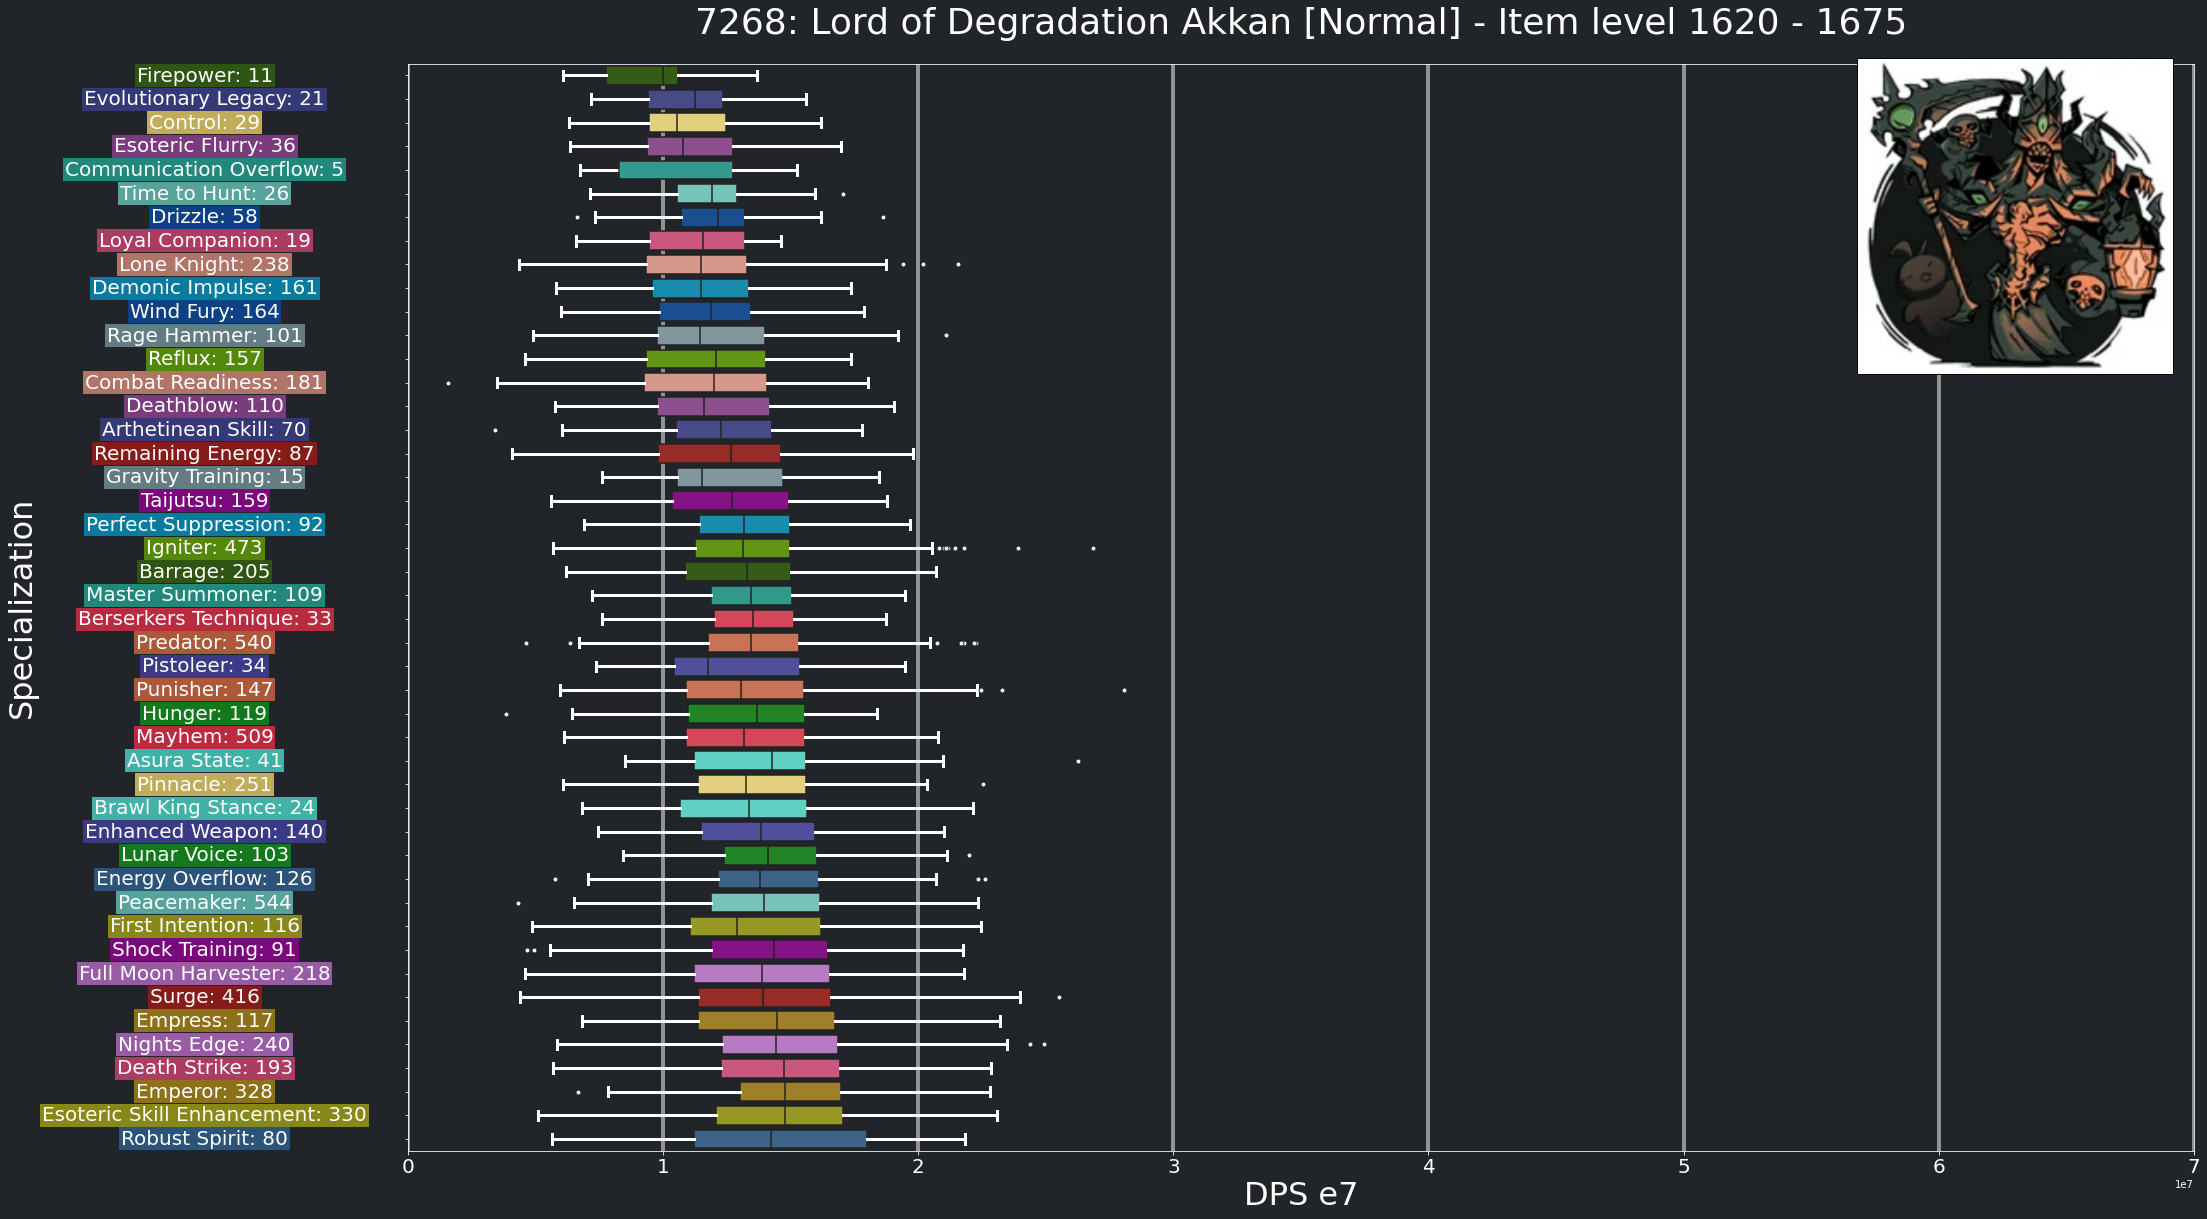 7268: Lord of Degradation Akkan [Normal] - Item level 1620 - 1675
Firepower: 11
Evolutionary Legacy: 21
Control: 29
Esoteric Flurry: 36
Communication Overflow: 5
Time to Hunt: 26
Drizzle: 58
Loyal Companion: 19
Lone Knight: 238
Demonic Impulse: 161
Wind Fury: 164
Rage Hammer: 101
Reflux: 157
Combat Readiness: 181
Deathblow: 110
Arthetinean Skill: 70
Remaining Energy: 87
Gravity Training: 15
Taijutsu: 159
Perfect Suppression: 92
Igniter: 473
Barrage: 205
Master Summoner: 109
Berserkers Technique: 33
Predator: 540
Pistoleer: 34
Punisher: 147
Hunger: 119
Mayhem: 509
Asura State: 41
Pinnacle: 251
Brawl King Stance: 24
Enhanced Weapon: 140
Lunar Voice: 103
Energy Overflow: 126
Peacemaker: 544
First Intention: 116
Shock Training: 91
Full Moon Harvester: 218
Surge: 416
Empress: 117
Nights Edge: 240
Death Strike: 193
Emperor: 328
Esoteric Skill Enhancement: 330
Robust Spirit: 80
Specialization
0 1 2 3 4 5 6 7
1e7
DPS e7